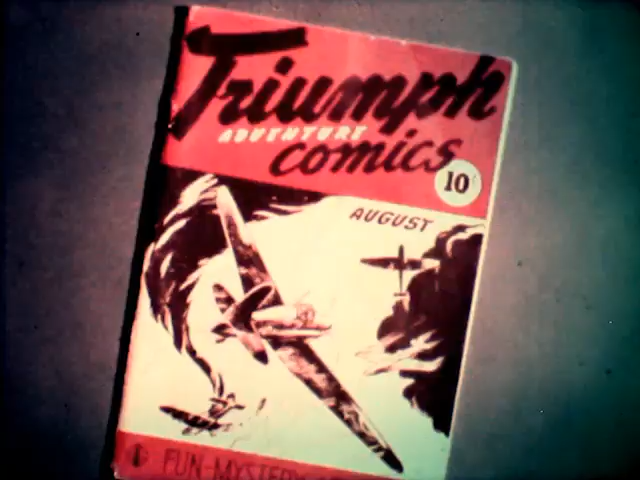 Triumph
ADVENTURE
comics
10¢
AUGUST
FUN-MYSTERY